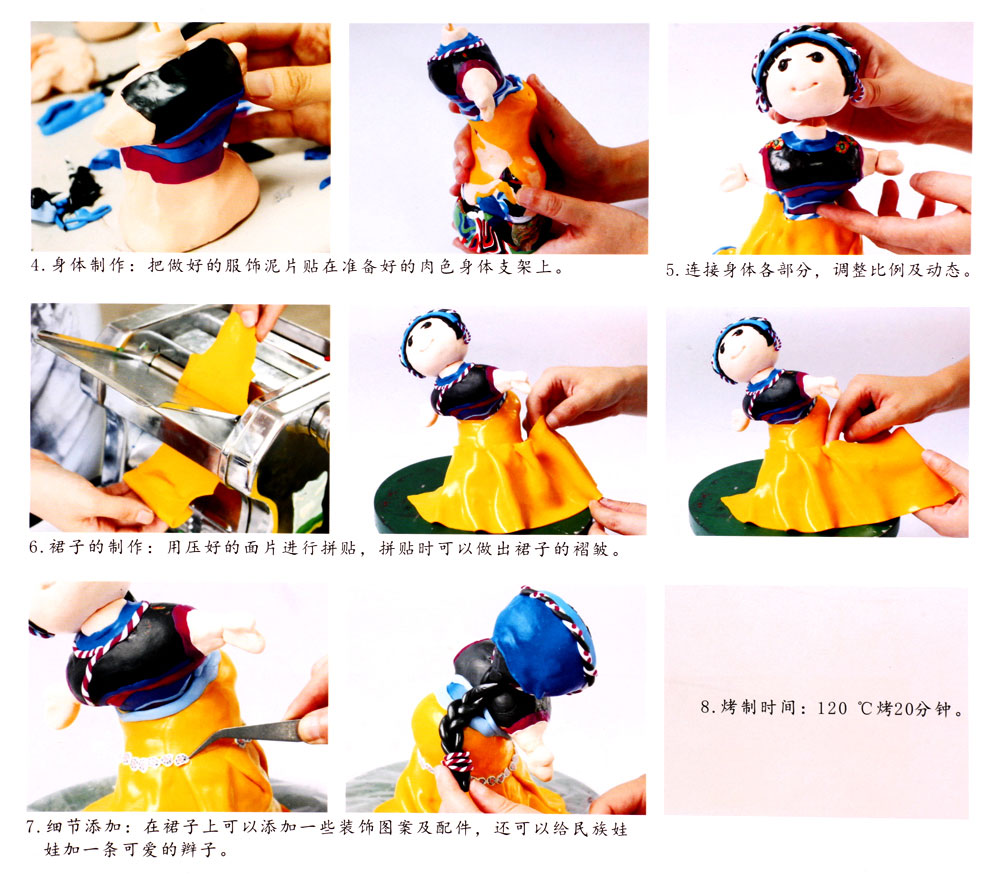 4.身体制作：把做好的服饰泥片贴在准备好的肉色身体支架上。
5.连接身体各部分，调整比例及动态。
6.裙子的制作：用压好的面片进行拼贴，拼贴时可以做出裙子的褶皱。
8.烤制时间：120 ℃烤20分钟。
7.细节添加：在裙子上可以添加一些装饰图案及配件，还可以给民族娃
娃加一条可爱的辫子。